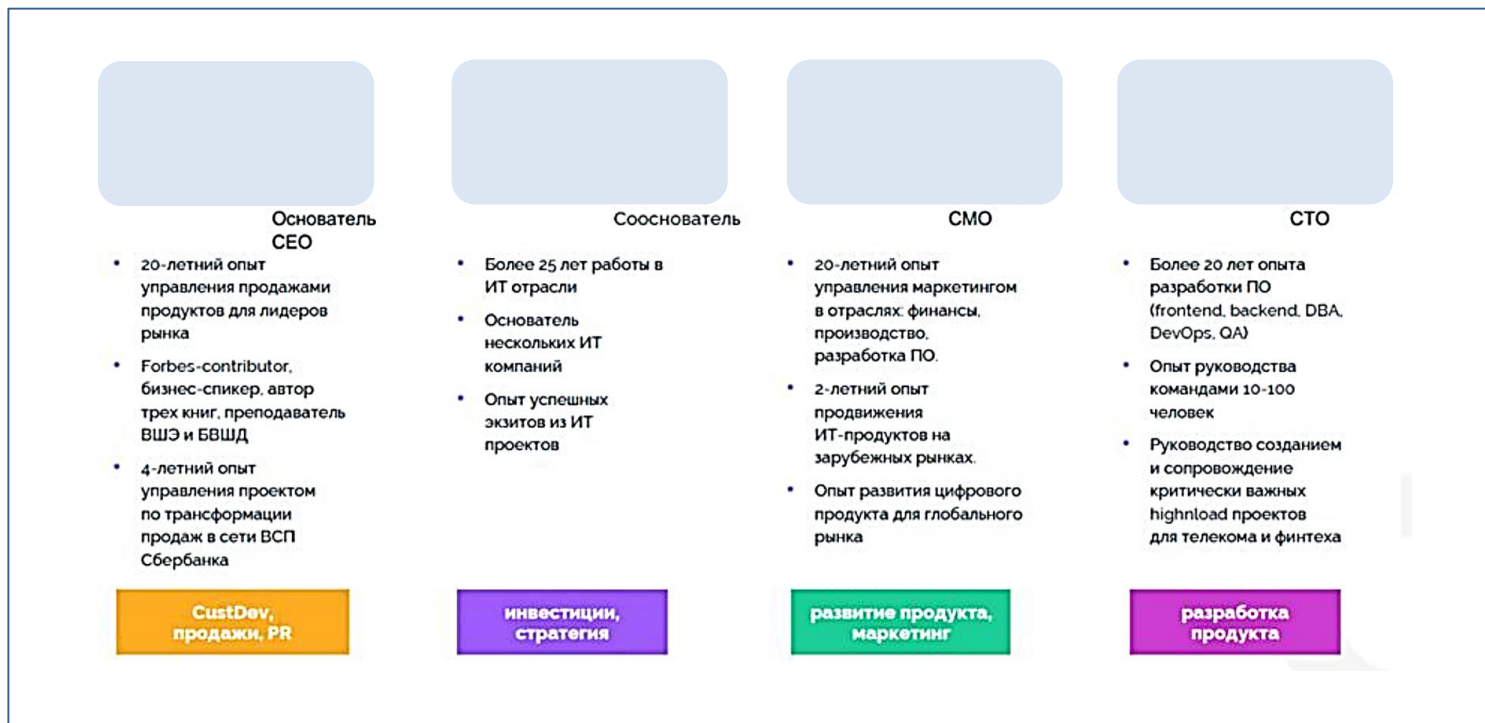 Основатель
CEO
20-летний опыт
управления продажами
продуктов для лидеров
рынка
Forbes-contributor,
бизнес-спикер, автор
трех книг, преподаватель
ВШЭ и БВШД
4-летний опыт
управления проектом
по трансформации
продаж в сети ВСП
Сбербанка
CustDev,
продажи, PR
Сооснователь
Более 25 лет работы в
ИТ отрасли
Основатель
нескольких ИТ
компаний
Опыт успешных
экзитов из ИТ
проектов
инвестиции,
стратегия
CMO
20-летний опыт
управления маркетингом
в отраслях: финансы,
производство,
разработка ПО.
2-летний опыт
продвижения
ИТ-продуктов на
зарубежных рынках.
Опыт развития цифрового
продукта для глобального
рынка
развитие продукта,
маркетинг
CTO
Более 20 лет опыта
разработки ПО
(frontend, backend, DBA,
DevOps, QA)
Опыт руководства
командами 10-100
человек
Руководство созданием
и сопровождение
критически важных
highnload проектов
для телекома и финтеха
разработка
продукта